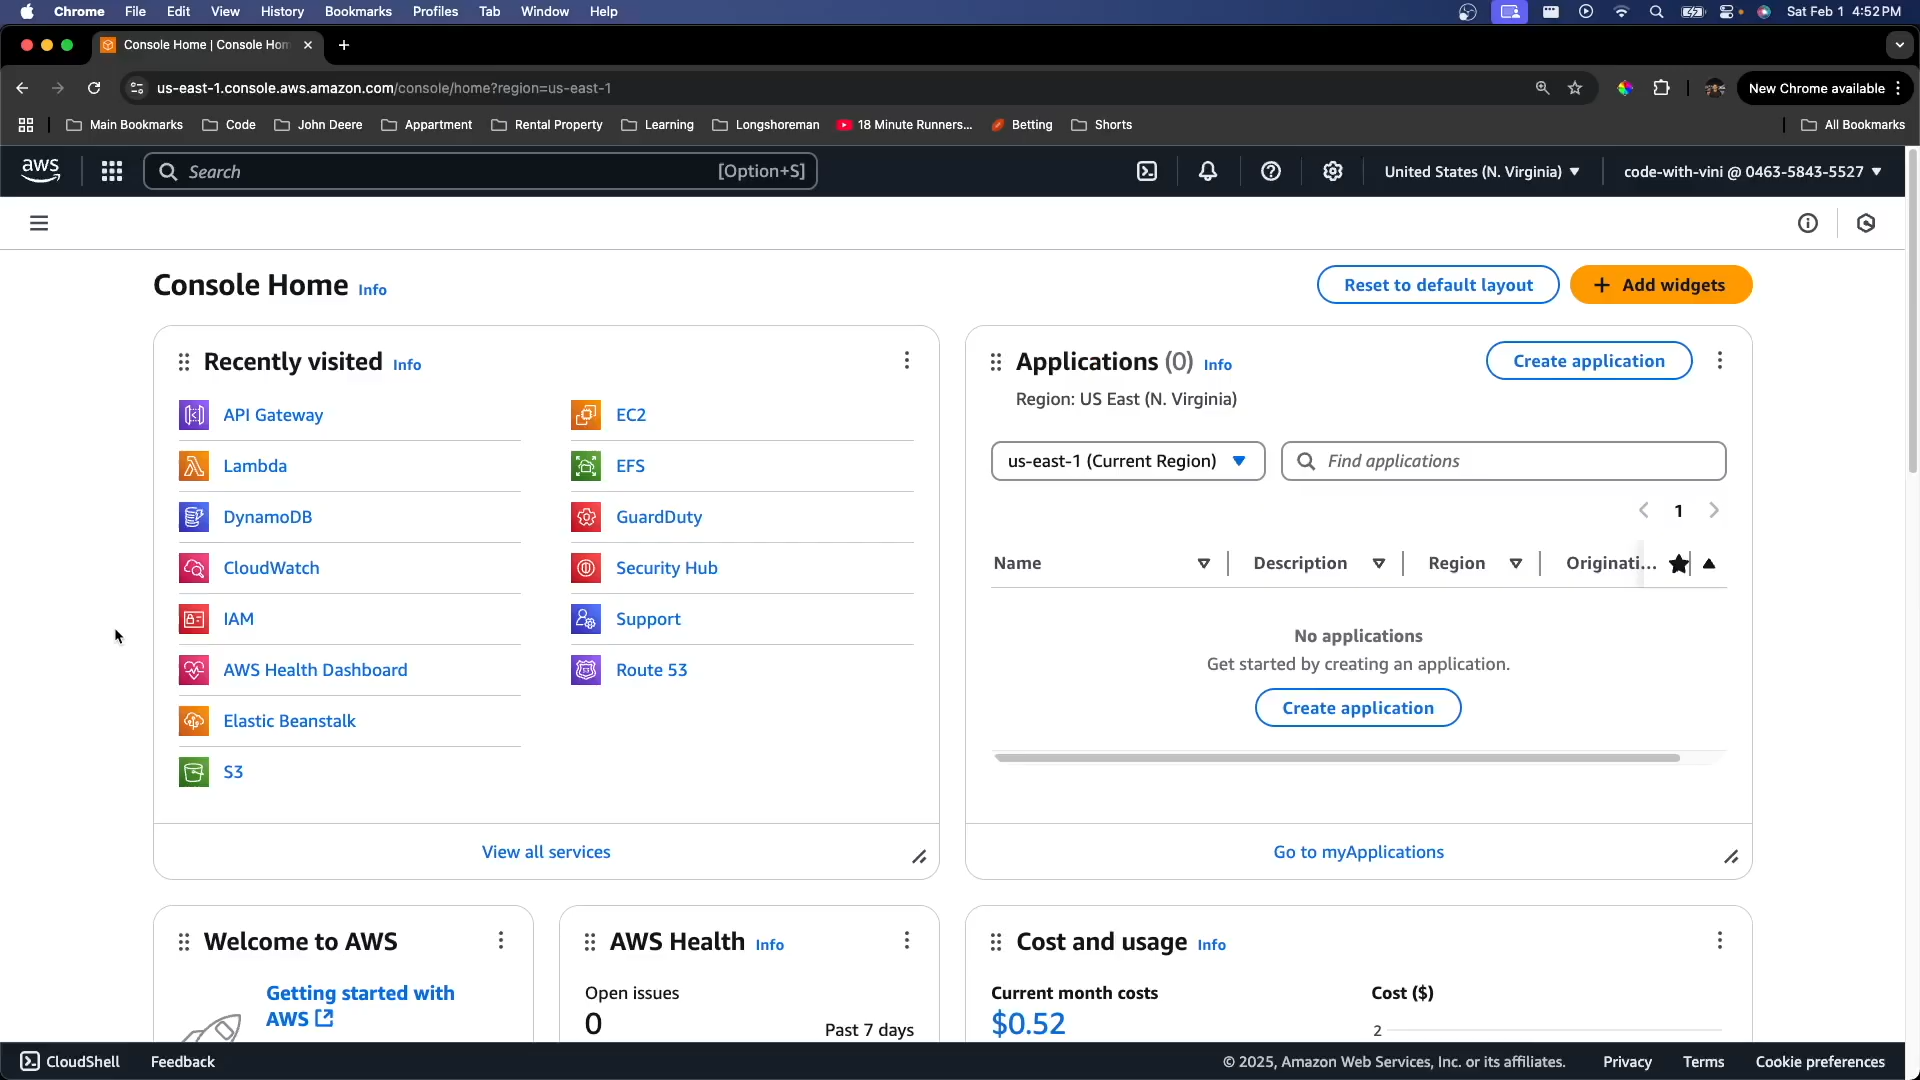 Chrome File Edit View History Bookmarks Profiles Tab Window Help Sat Feb 1 4:52 PM
Console Home | Console Hom
us-east-1.console.aws.amazon.com/console/home?region=us-east-1 New Chrome available
Main Bookmarks Code John Deere Appartment Rental Property Learning Longshoreman 18 Minute Runners... Betting Shorts All Bookmarks
aws Search [Option+S] United States (N. Virginia) code-with-vini @ 0463-5843-5527
Console Home Info Reset to default layout + Add widgets
Recently visited Info
API Gateway
Lambda
DynamoDB
CloudWatch
IAM
AWS Health Dashboard
Elastic Beanstalk
S3
EC2
EFS
GuardDuty
Security Hub
Support
Route 53
View all services
Applications (0) Info Create application
Region: US East (N. Virginia)
us-east-1 (Current Region) Find applications
1
Name Description Region Originati...
No applications
Get started by creating an application.
Create application
Go to myApplications
Welcome to AWS
Getting started with
AWS
AWS Health Info
Open issues
0 Past 7 days
Cost and usage Info
Current month costs Cost ($)
$0.52 2
CloudShell Feedback © 2025, Amazon Web Services, Inc. or its affiliates. Privacy Terms Cookie preferences